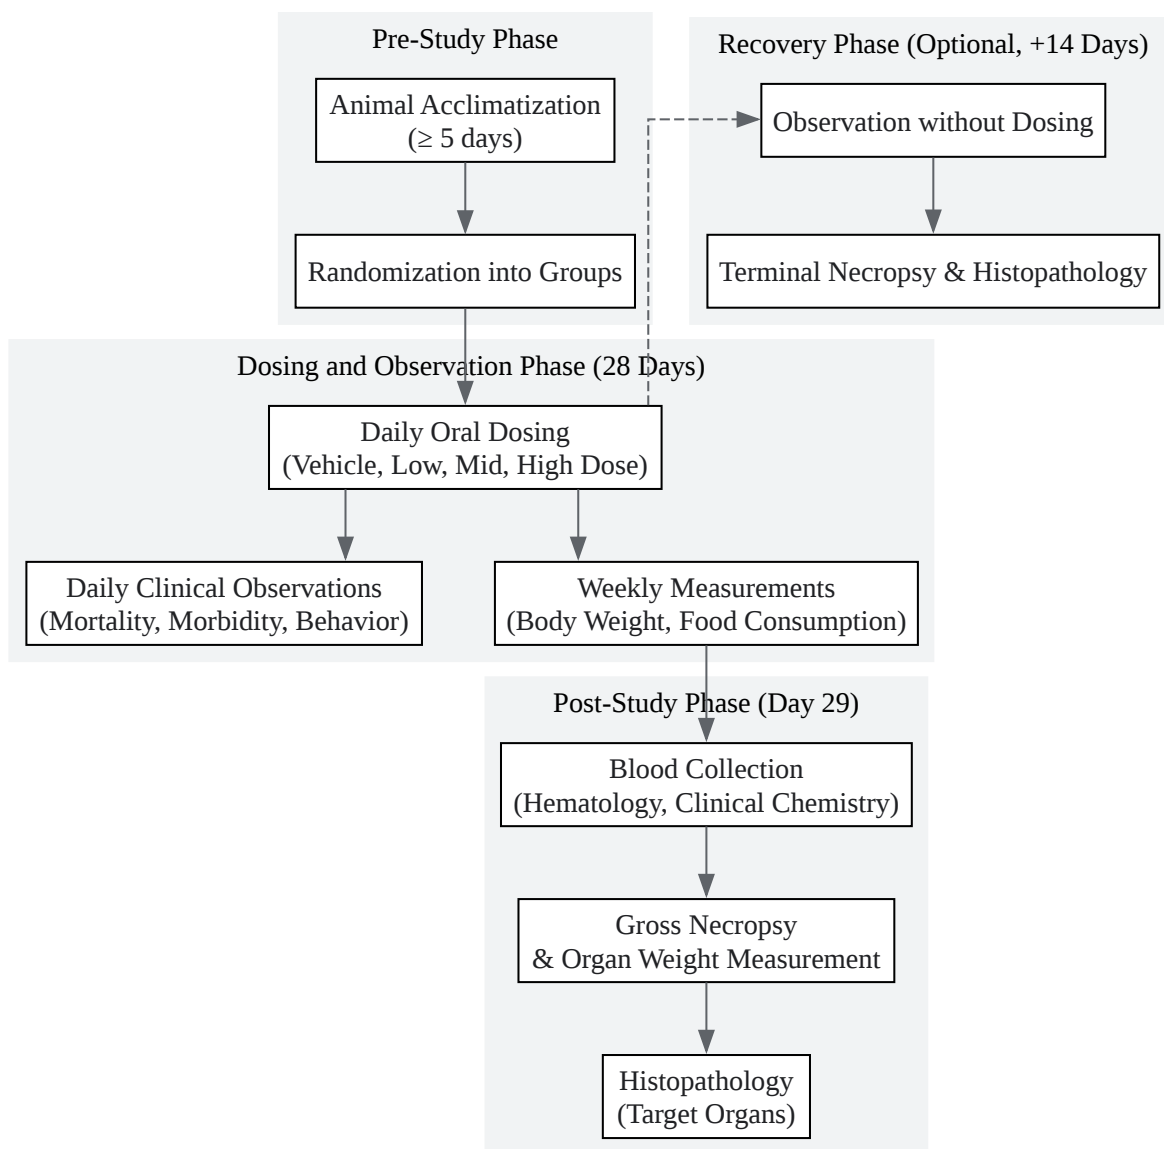 Pre-Study Phase
Animal Acclimatization
(≥ 5 days)
Randomization into Groups
Recovery Phase (Optional, +14 Days)
Observation without Dosing
Terminal Necropsy & Histopathology
Dosing and Observation Phase (28 Days)
Daily Oral Dosing
(Vehicle, Low, Mid, High Dose)
Daily Clinical Observations
(Mortality, Morbidity, Behavior)
Weekly Measurements
(Body Weight, Food Consumption)
Post-Study Phase (Day 29)
Blood Collection
(Hematology, Clinical Chemistry)
Gross Necropsy
& Organ Weight Measurement
Histopathology
(Target Organs)